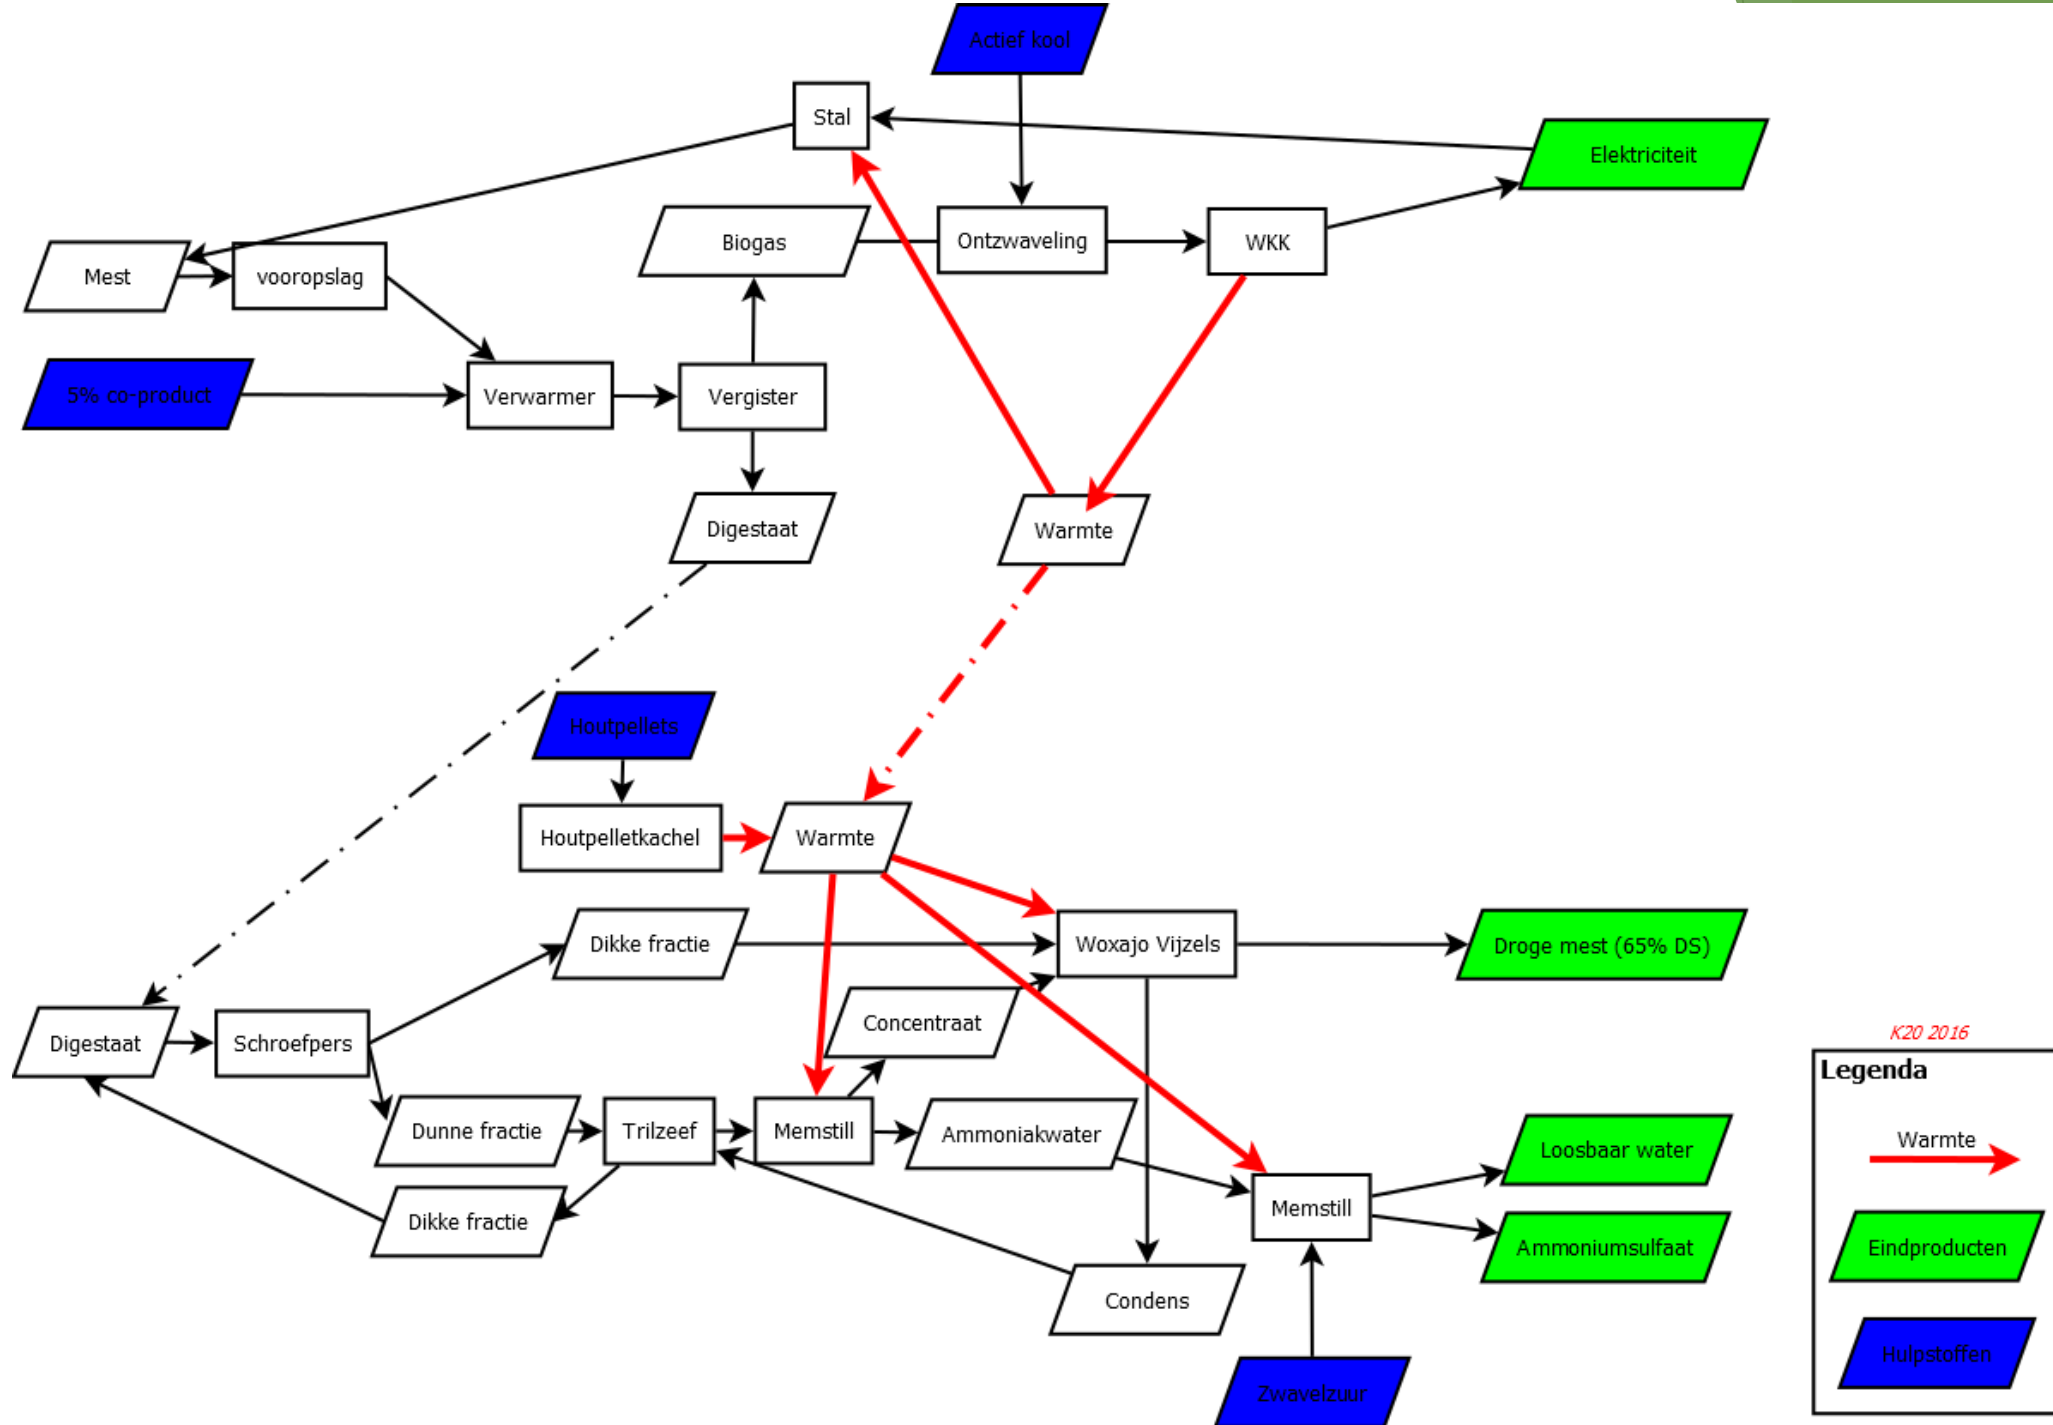 Actief kool
Stal
Elektriciteit
Biogas
Ontzwaveling
WKK
Mest
vooropslag
5% co-product
Verwarmer
Vergister
Digestaat
Warmte
Houtpellets
Houtpelletkachel
Warmte
Dikke fractie
Woxajo Vijzels
Droge mest (65% DS)
Concentraat
Digestaat
Schroefpers
Dunne fractie
Trilzeef
Memstill
Ammoniakwater
Loosbaar water
Dikke fractie
Memstill
Ammoniumsulfaat
Condens
Zwavelzuur
K20 2016
Legenda
Warmte
Eindproducten
Hulpstoffen